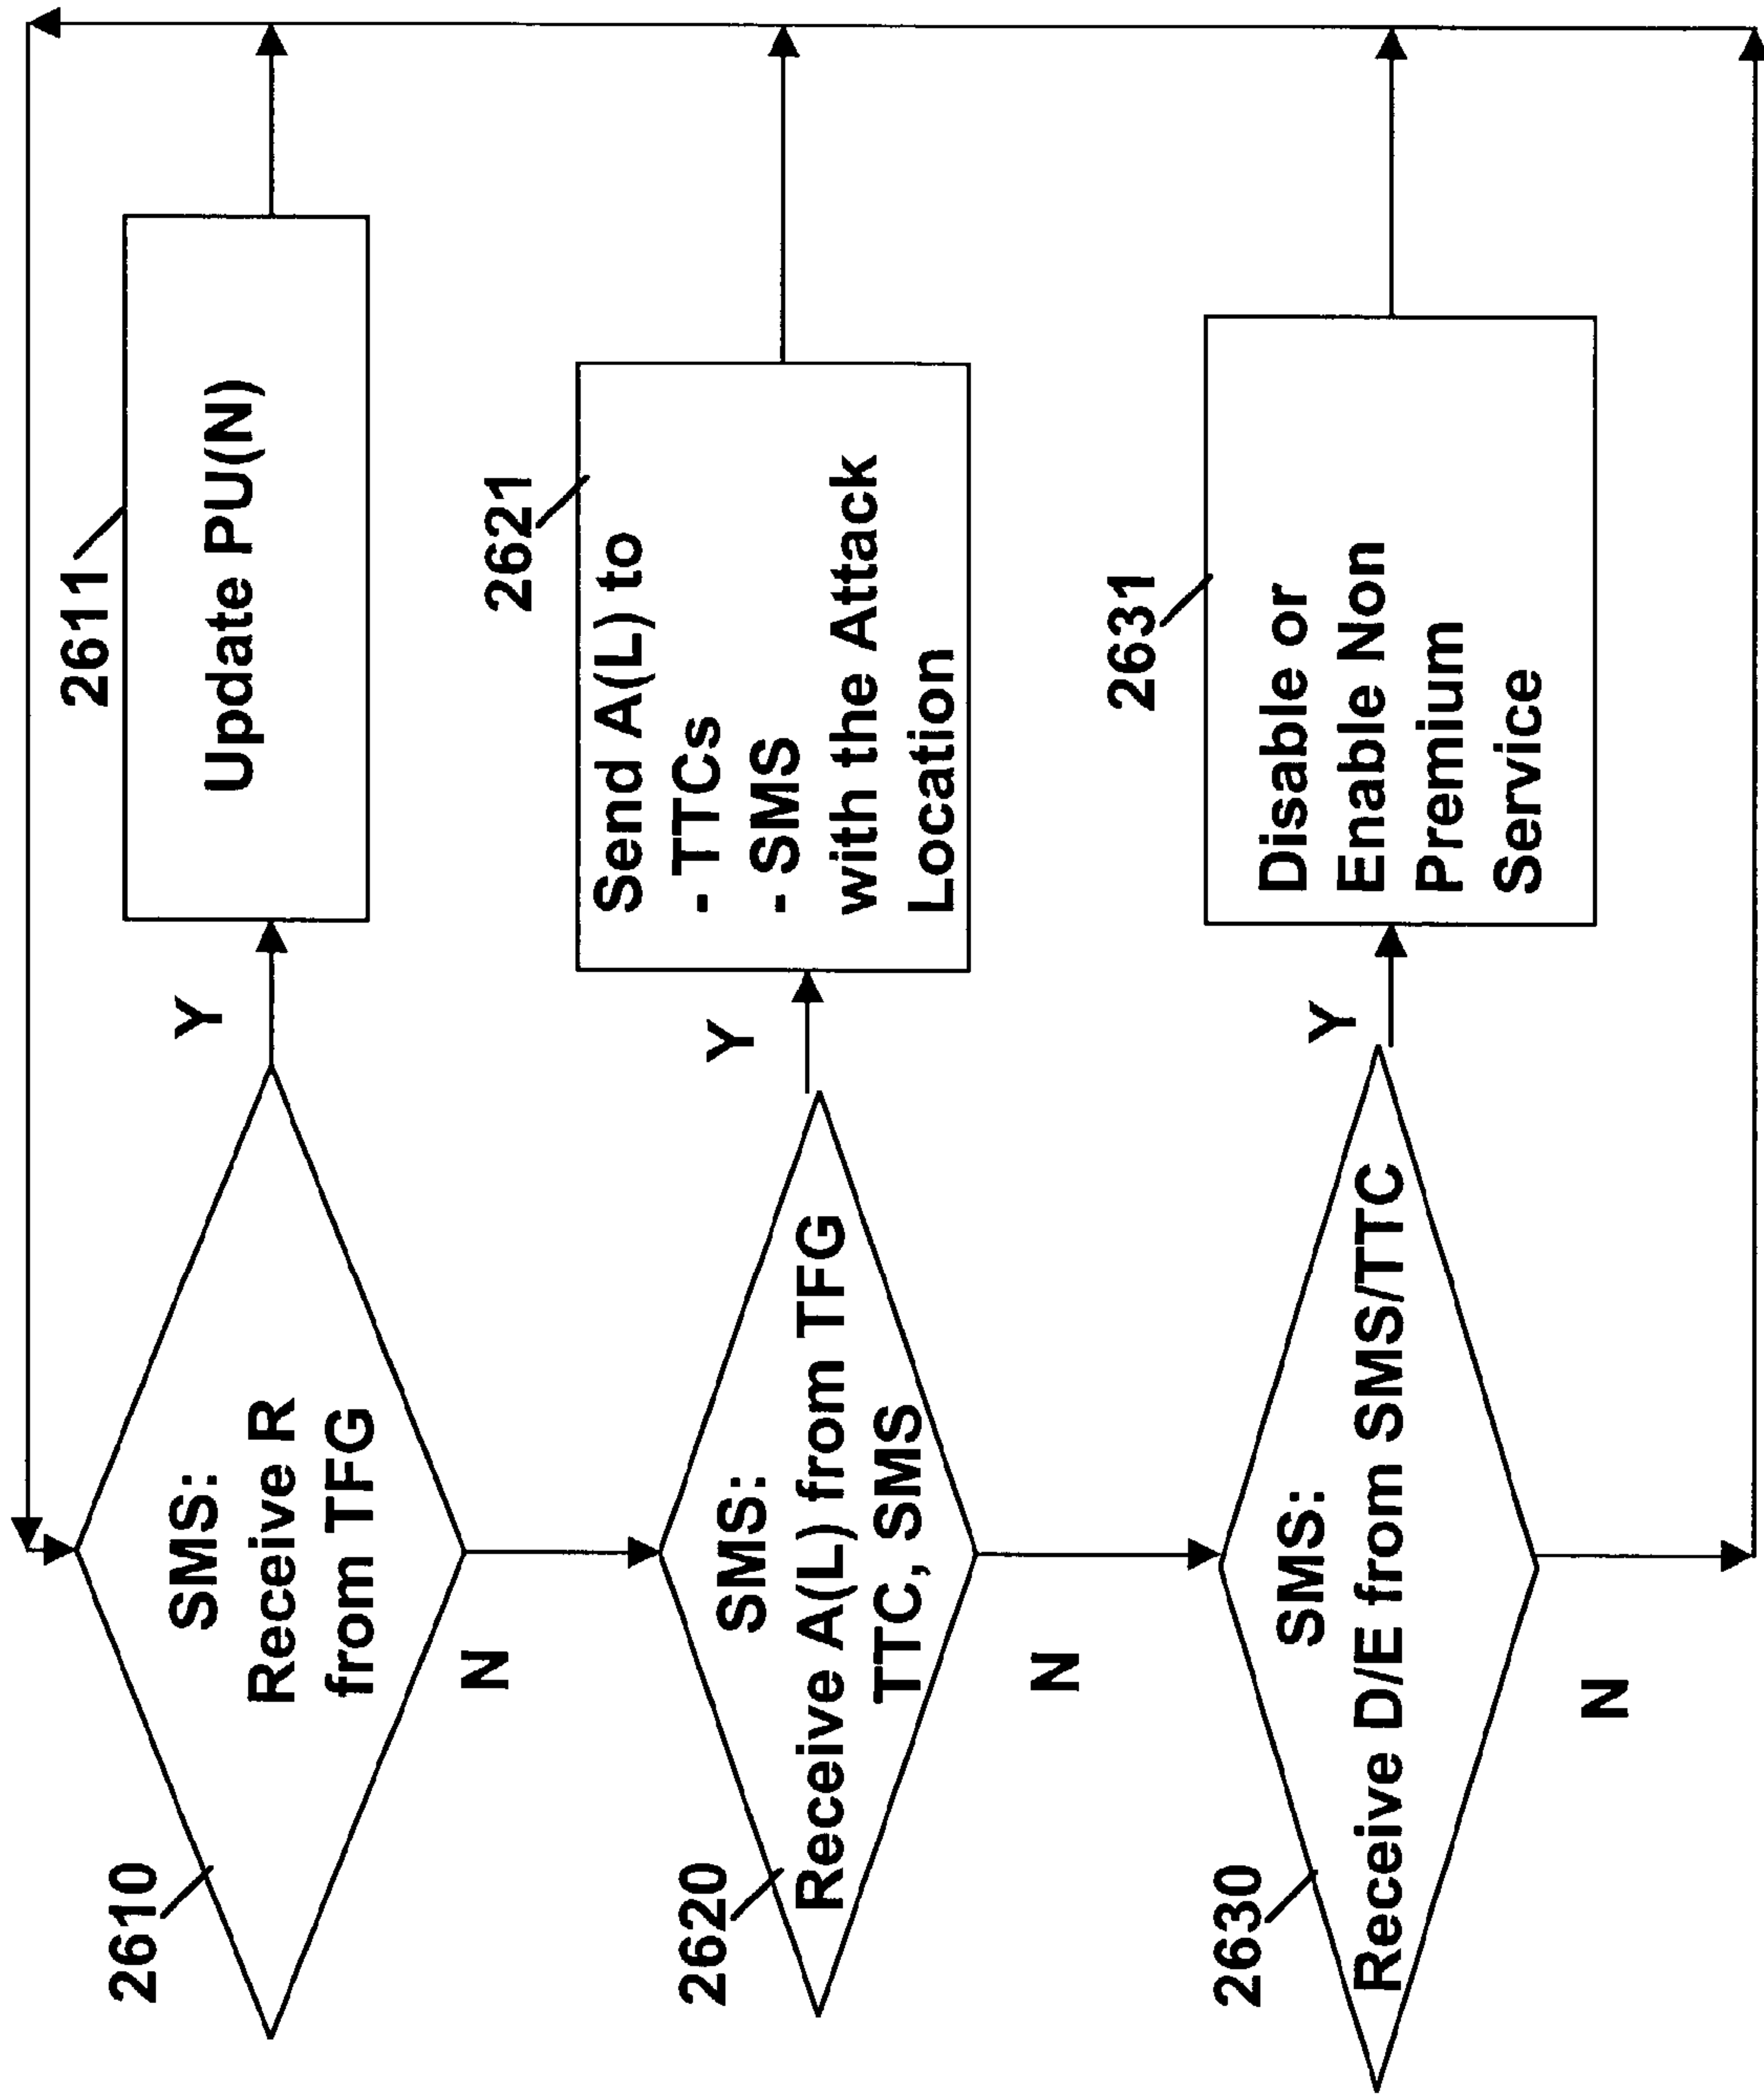 2610
SMS:
Receive R
from TFG
Y
N
2611
Update PU(N)
2620
SMS:
Receive A(L) from TFG
TTC, SMS
Y
N
2621
Send A(L) to
- TTCs
- SMS
with the Attack
Location
2630
SMS:
Receive D/E from SMS/TTC
Y
N
2631
Disable or
Enable Non
Premium
Service